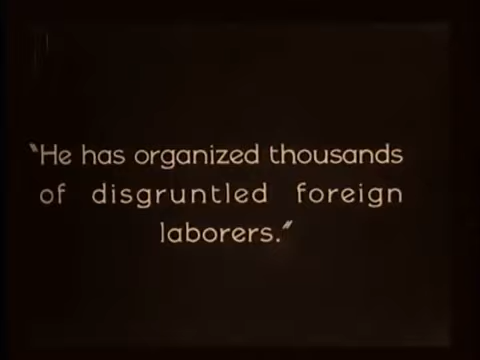 "He has organized thousands
of disgruntled foreign
laborers."